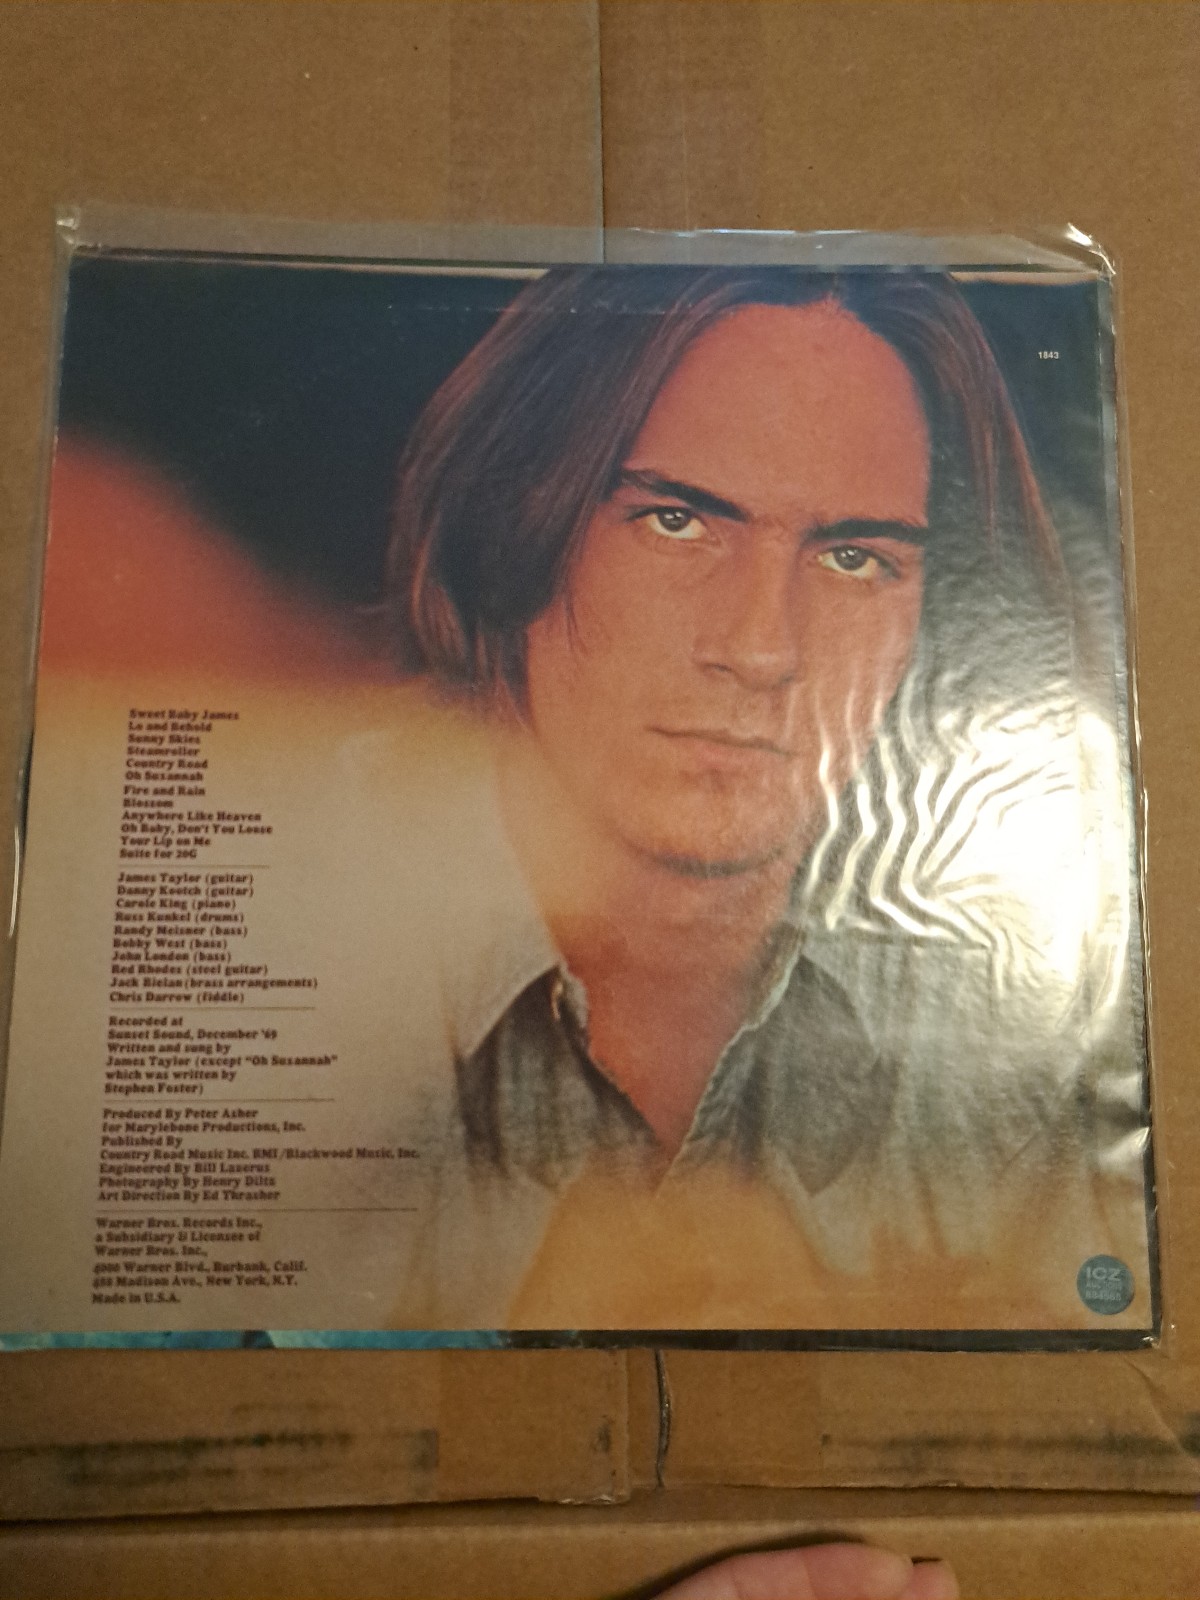 1843
Sweet Baby James
Lo and Behold
Sunny Skies
Steamroller
Country Road
Oh Susannah
Fire and Rain
Blossom
Anywhere Like Heaven
Oh Baby, Don't You Loose
Your Lip on Me
Suite for 20G
James Taylor (guitar)
Danny Kootch (guitar)
Carole King (piano)
Russ Kunkel (drums)
Randy Meisner (bass)
Bobby West (bass)
John London (bass)
Red Rhodes (steel guitar)
Jack Bielan (brass arrangements)
Chris Darrow (fiddle)
Recorded at
Sunset Sound, December '69
Written and sung by
James Taylor (except "Oh Susannah"
which was written by
Stephen Foster)
Produced By Peter Asher
for Marylebone Productions, Inc.
Published By
Country Road Music Inc. BMI/Blackwood Music, Inc.
Engineered By Bill Lazerus
Photography By Henry Diltz
Art Direction By Ed Thrasher
Warner Bros. Records Inc.,
a Subsidiary & Licensee of
Warner Bros. Inc.,
4000 Warner Blvd., Burbank, Calif.
488 Madison Ave., New York, N.Y.
Made in U.S.A.
ICZ